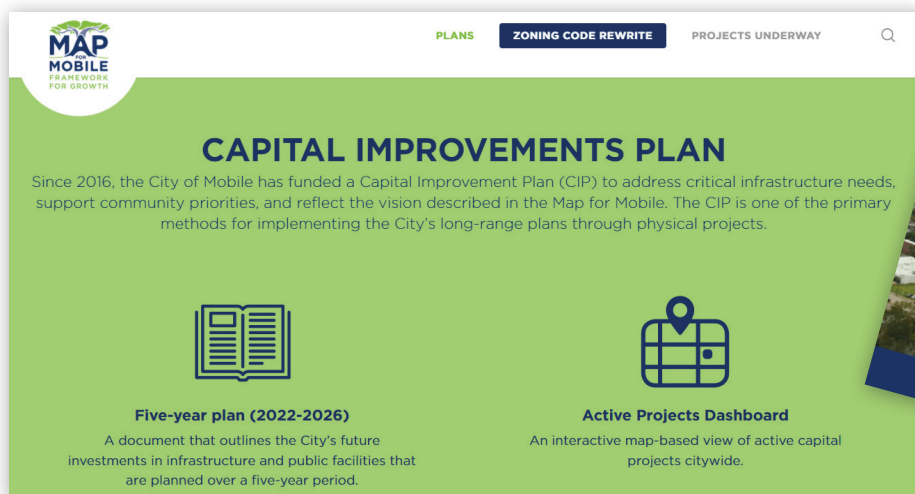 MAP
FOR
MOBILE
FRAMEWORK
FOR GROWTH
PLANS
ZONING CODE REWRITE
PROJECTS UNDERWAY
CAPITAL IMPROVEMENTS PLAN
Since 2016, the City of Mobile has funded a Capital Improvement Plan (CIP) to address critical infrastructure needs,
support community priorities, and reflect the vision described in the Map for Mobile. The CIP is one of the primary
methods for implementing the City's long-range plans through physical projects.
Five-year plan (2022-2026)
A document that outlines the City's future
investments in infrastructure and public facilities that
are planned over a five-year period.
Active Projects Dashboard
An interactive map-based view of active capital
projects citywide.